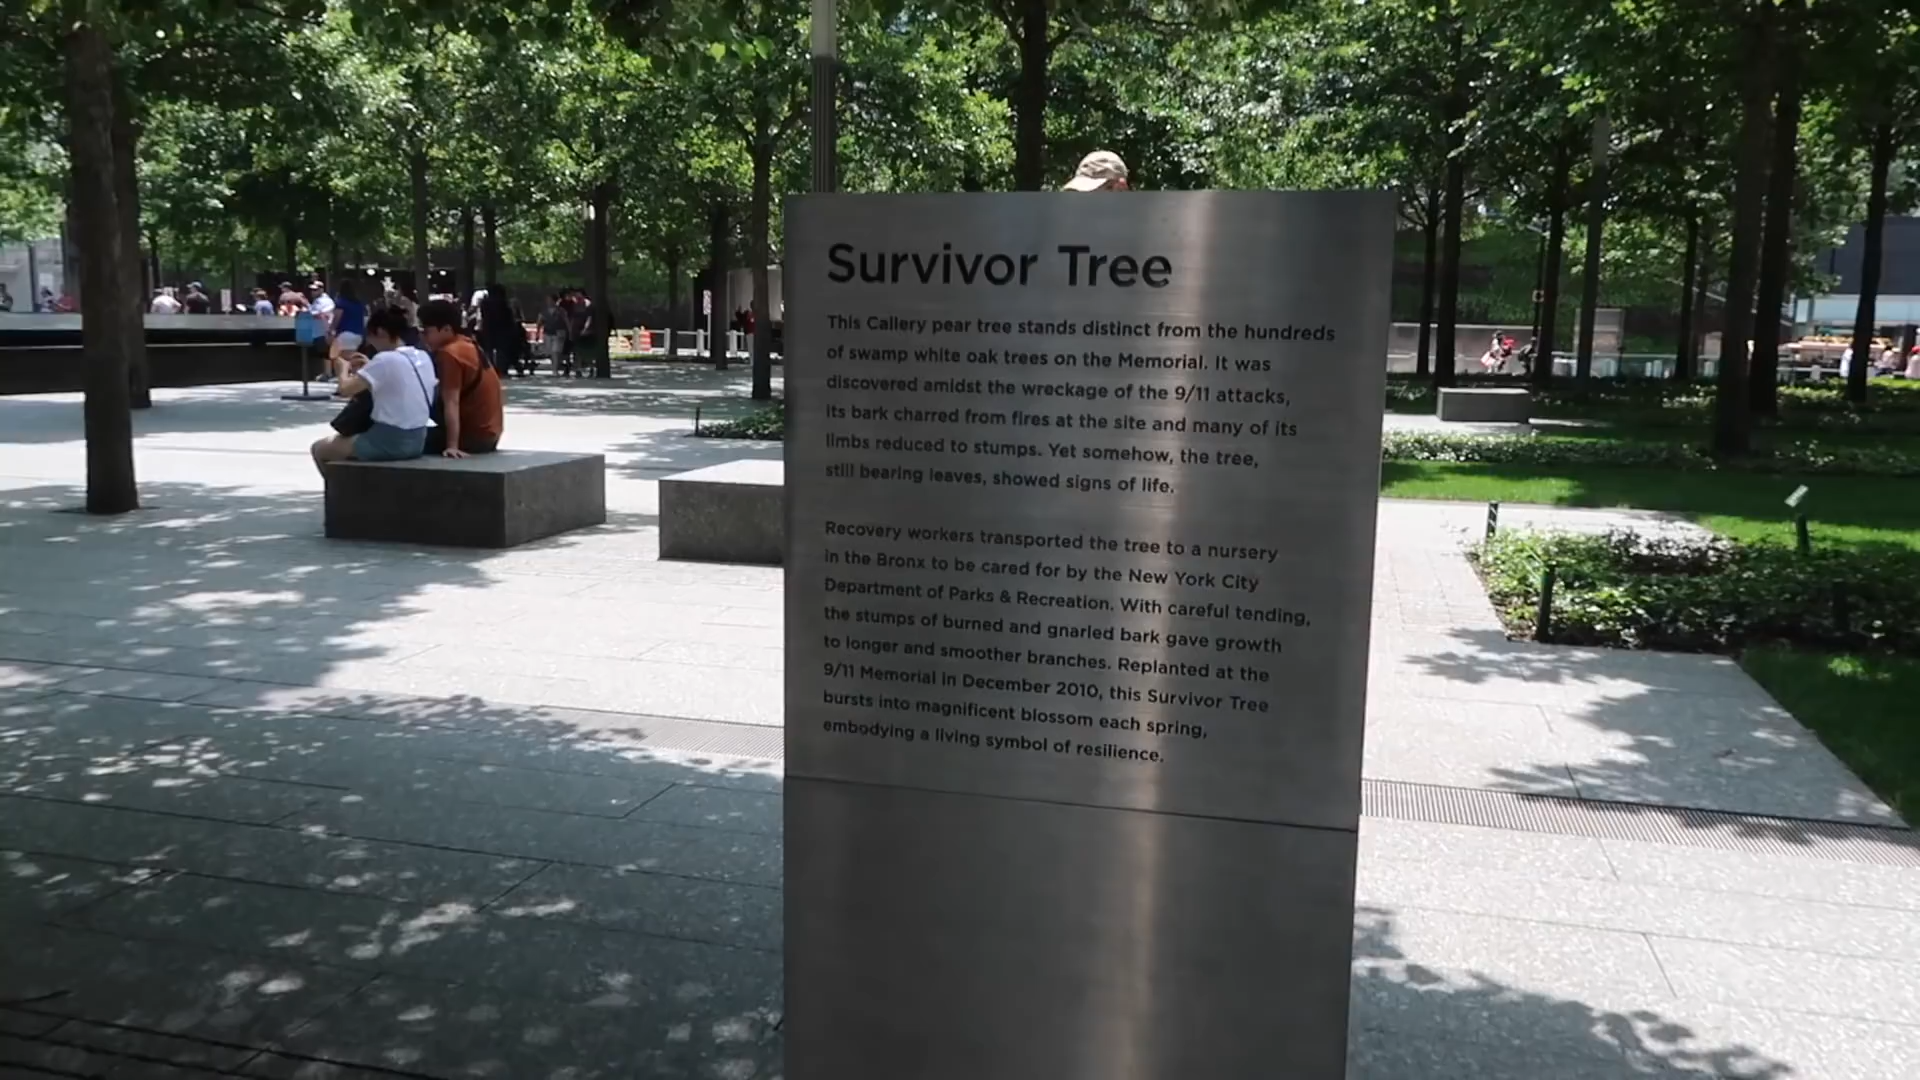 Survivor Tree
This Callery pear tree stands distinct from the hundreds
of swamp white oak trees on the Memorial. It was
discovered amidst the wreckage of the 9/11 attacks,
its bark charred from fires at the site and many of its
limbs reduced to stumps. Yet somehow, the tree,
still bearing leaves, showed signs of life.
Recovery workers transported the tree to a nursery
in the Bronx to be cared for by the New York City
Department of Parks & Recreation. With careful tending,
the stumps of burned and gnarled bark gave growth
to longer and smoother branches. Replanted at the
9/11 Memorial in December 2010, this Survivor Tree
bursts into magnificent blossom each spring,
embodying a living symbol of resilience.